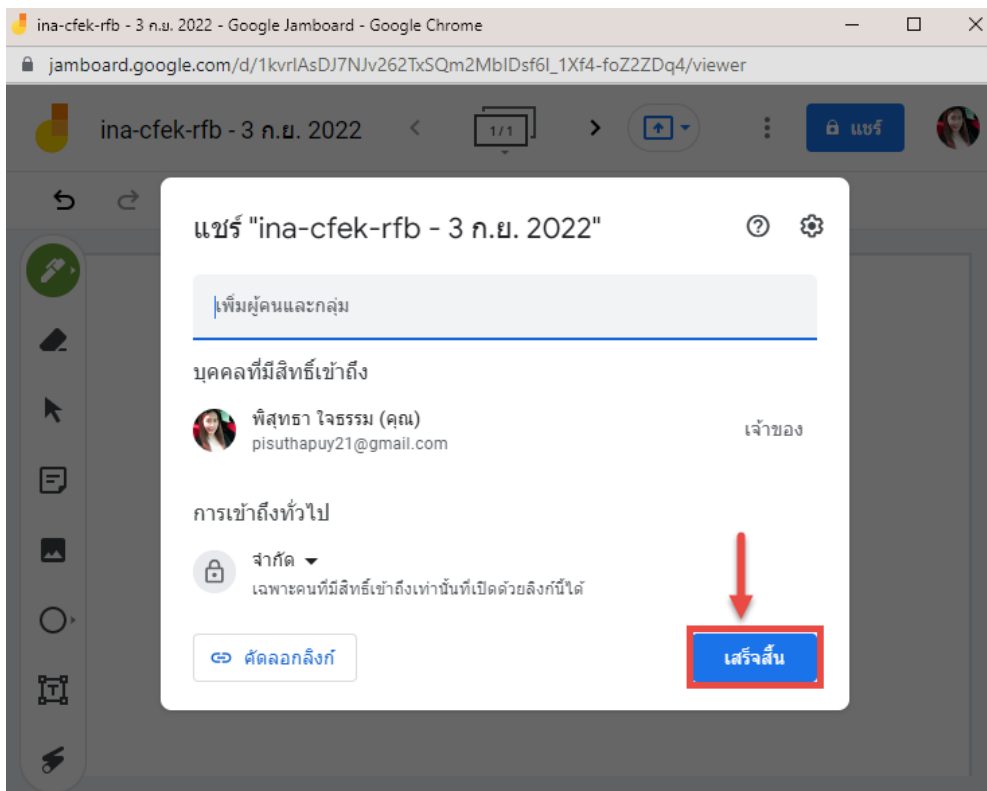 ina-cfek-rfb - 3 ก.ย. 2022 - Google Jamboard - Google Chrome
jamboard.google.com/d/1kvrIAsDJ7NJv262TxSQm2MbIDsf6I_1Xf4-foZ2ZDq4/viewer
ina-cfek-rfb - 3 ก.ย. 2022
1/1
แชร์
แชร์ "ina-cfek-rfb - 3 ก.ย. 2022"
เพิ่มผู้คนและกลุ่ม
บุคคลที่มีสิทธิ์เข้าถึง
พิสุทธา ใจธรรม (คุณ)
เจ้าของ
pisuthapuy21@gmail.com
การเข้าถึงทั่วไป
จำกัด
เฉพาะคนที่มีสิทธิ์เข้าถึงเท่านั้นที่เปิดด้วยลิงก์นี้ได้
คัดลอกลิงก์
เสร็จสิ้น
T